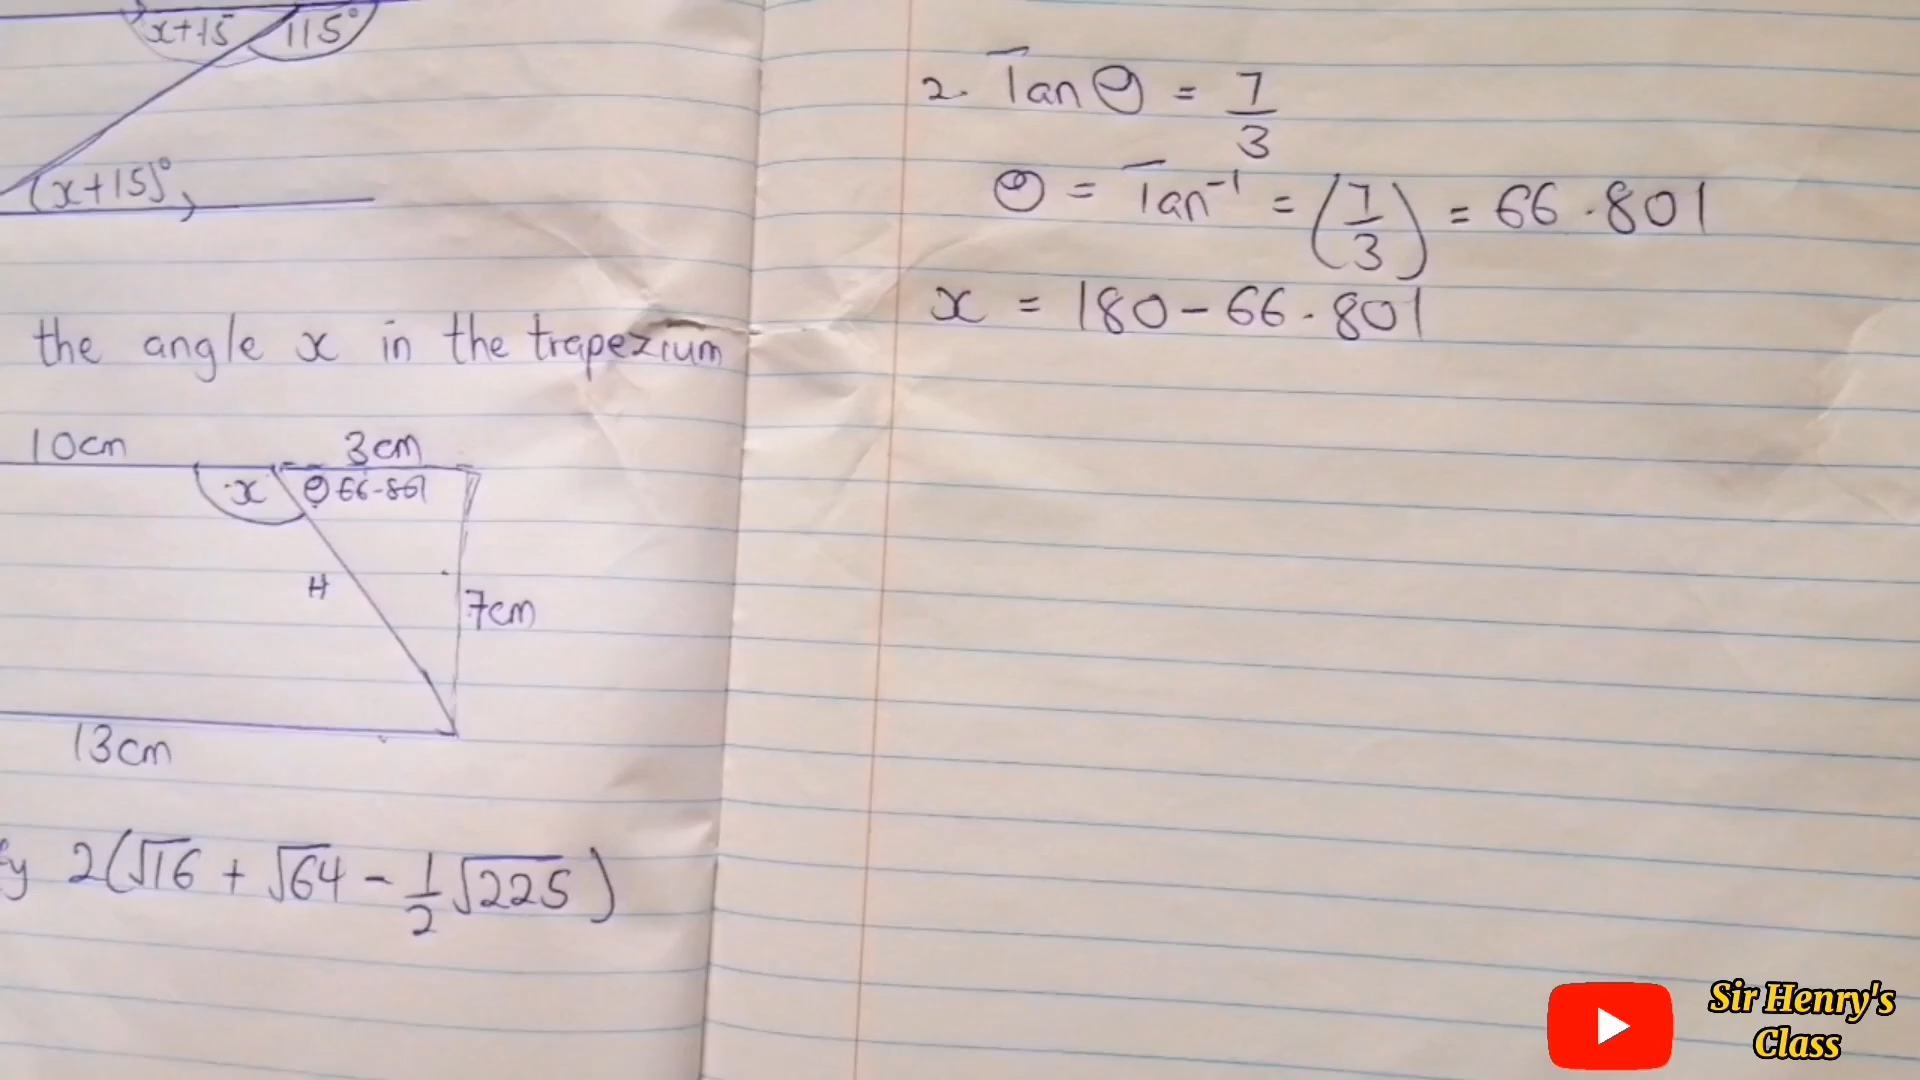 x+15 115°
(x+15)°
the angle x in the trapezium
10cm 3cm
x θ 66.801
H
7cm
13cm
fy 2(√16 + √64 - 1/2 √225)
2. Tan θ = 7/3
θ = Tan⁻¹ = (7/3) = 66.801
x = 180 - 66.801
Sir Henry's
Class